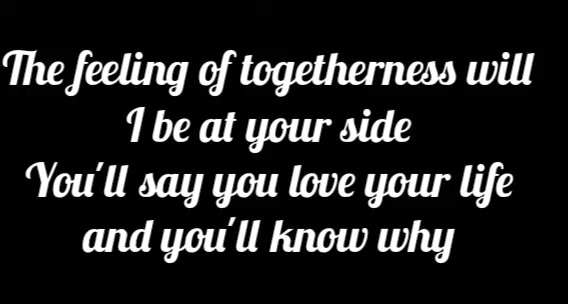 The feeling of togetherness will
I be at your side
You'll say you love your life
and you'll know why